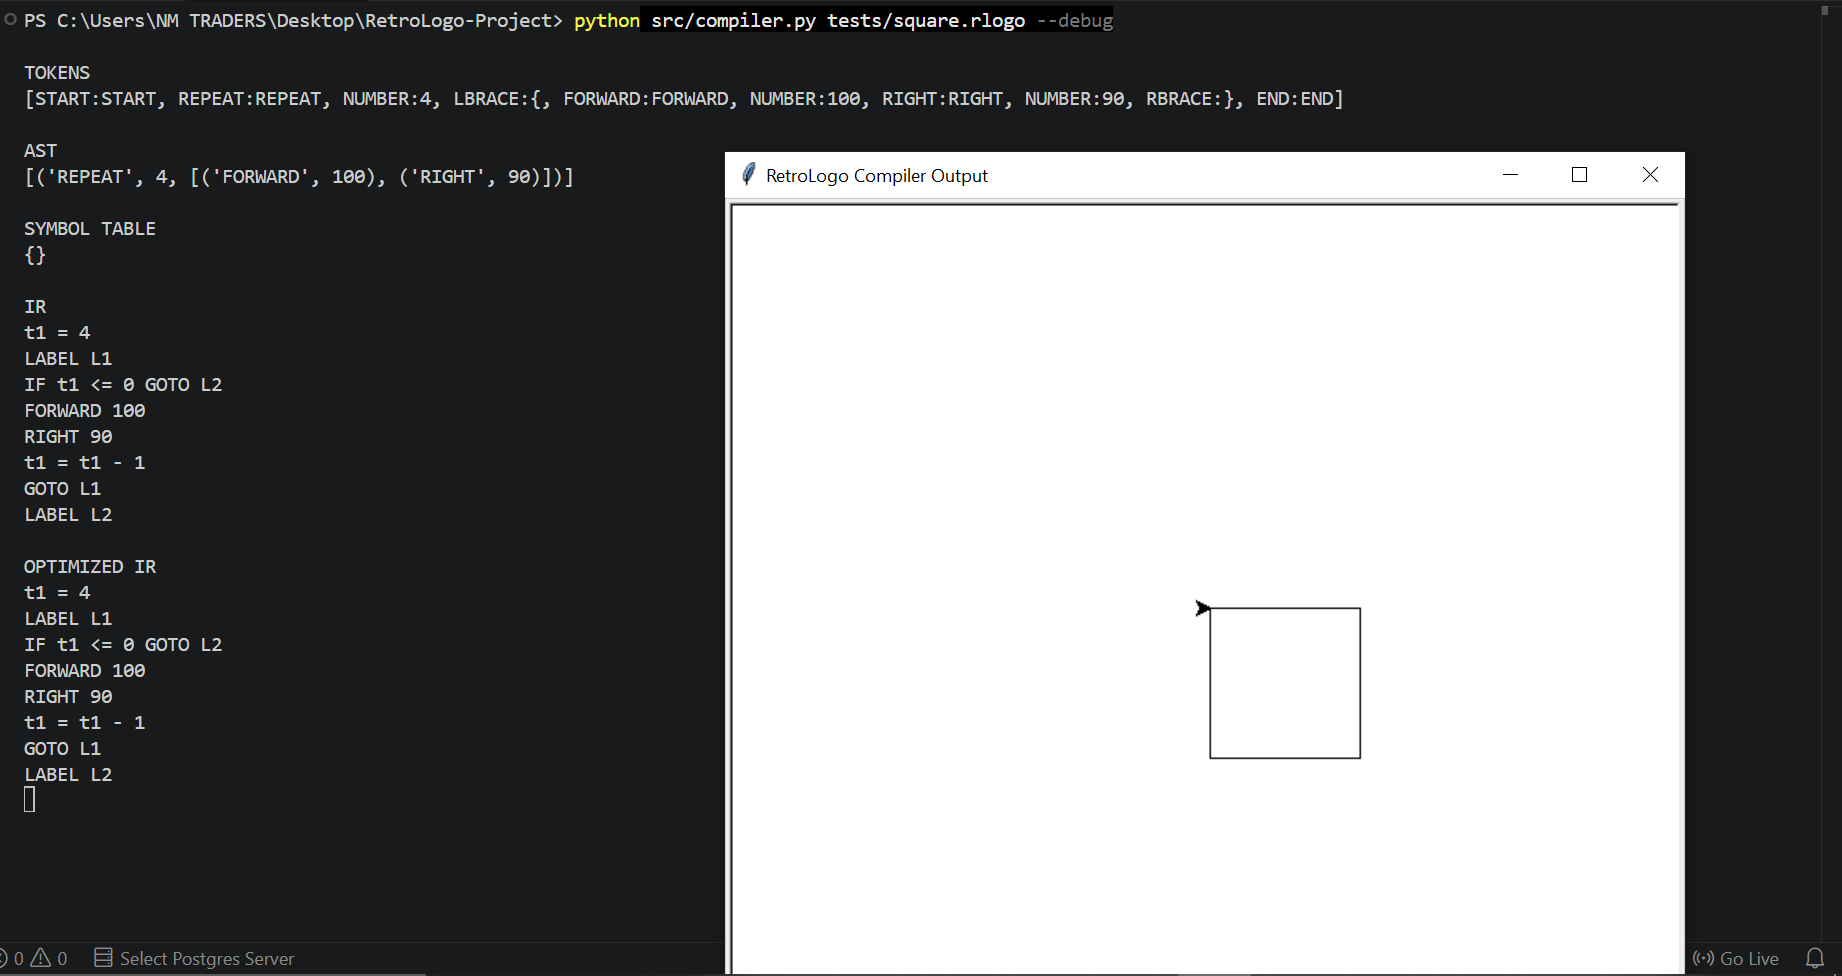 PS C:\Users\NM TRADERS\Desktop\RetroLogo-Project> python src/compiler.py tests/square.rlogo --debug
TOKENS
[START:START, REPEAT:REPEAT, NUMBER:4, LBRACE:{, FORWARD:FORWARD, NUMBER:100, RIGHT:RIGHT, NUMBER:90, RBRACE:}, END:END]
AST
[('REPEAT', 4, [('FORWARD', 100), ('RIGHT', 90)])]
SYMBOL TABLE
{}
IR
t1 = 4
LABEL L1
IF t1 <= 0 GOTO L2
FORWARD 100
RIGHT 90
t1 = t1 - 1
GOTO L1
LABEL L2
OPTIMIZED IR
t1 = 4
LABEL L1
IF t1 <= 0 GOTO L2
FORWARD 100
RIGHT 90
t1 = t1 - 1
GOTO L1
LABEL L2
RetroLogo Compiler Output
0 0 Select Postgres Server Go Live